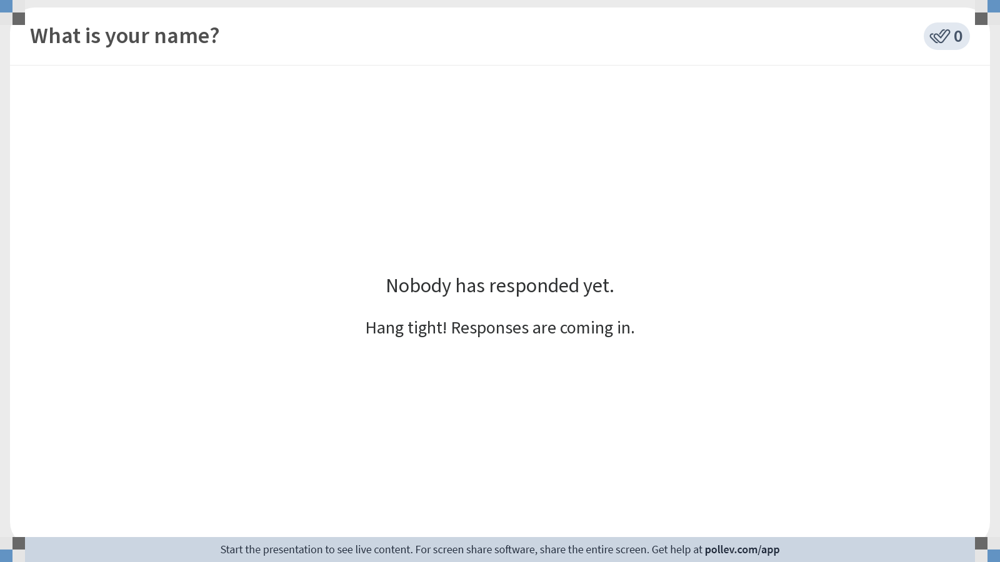 What is your name?
0
Nobody has responded yet.
Hang tight! Responses are coming in.
Start the presentation to see live content. For screen share software, share the entire screen. Get help at pollev.com/app